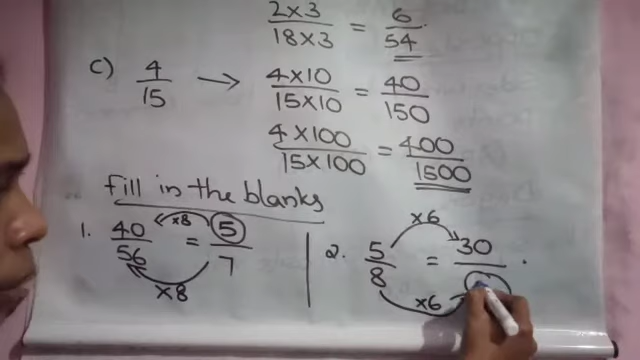 2×3/18×3 = 6/54
c) 4/15 → 4×10/15×10 = 40/150
4×100/15×100 = 400/1500
fill in the blanks
1. 40/56 = 5/7 ×8 ×8
2. 5/8 = 30/ ×6 ×6